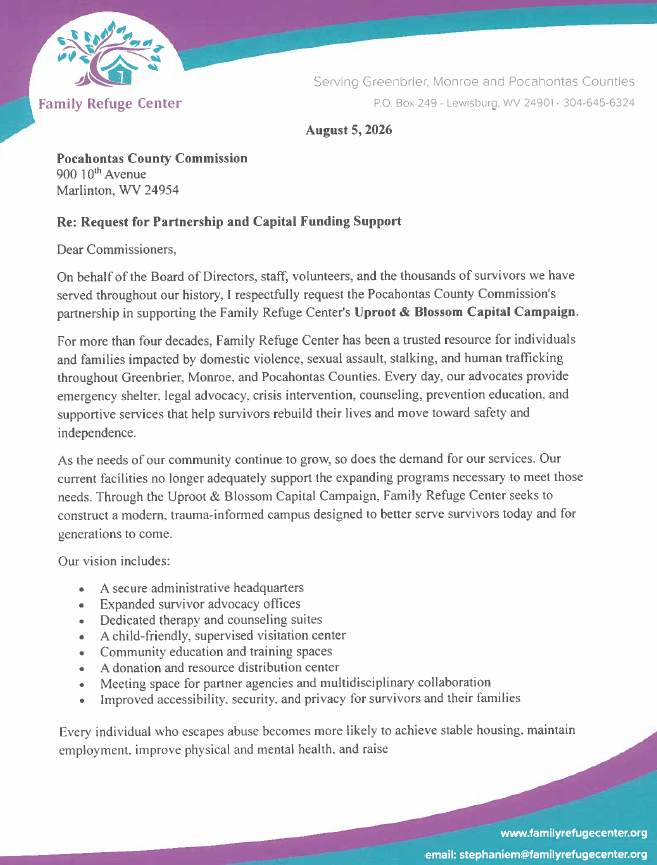 Family Refuge Center
Serving Greenbrier, Monroe and Pocahontas Counties
P.O. Box 249 - Lewisburg, WV 24901 - 304-645-6324
August 5, 2026
Pocahontas County Commission
900 10th Avenue
Marlinton, WV 24954
Re: Request for Partnership and Capital Funding Support
Dear Commissioners,
On behalf of the Board of Directors, staff, volunteers, and the thousands of survivors we have
served throughout our history, I respectfully request the Pocahontas County Commission's
partnership in supporting the Family Refuge Center's Uproot & Blossom Capital Campaign.
For more than four decades, Family Refuge Center has been a trusted resource for individuals
and families impacted by domestic violence, sexual assault, stalking, and human trafficking
throughout Greenbrier, Monroe, and Pocahontas Counties. Every day, our advocates provide
emergency shelter, legal advocacy, crisis intervention, counseling, prevention education, and
supportive services that help survivors rebuild their lives and move toward safety and
independence.
As the needs of our community continue to grow, so does the demand for our services. Our
current facilities no longer adequately support the expanding programs necessary to meet those
needs. Through the Uproot & Blossom Capital Campaign, Family Refuge Center seeks to
construct a modern, trauma-informed campus designed to better serve survivors today and for
generations to come.
Our vision includes:
• A secure administrative headquarters
• Expanded survivor advocacy offices
• Dedicated therapy and counseling suites
• A child-friendly, supervised visitation center
• Community education and training spaces
• A donation and resource distribution center
• Meeting space for partner agencies and multidisciplinary collaboration
• Improved accessibility, security, and privacy for survivors and their families
Every individual who escapes abuse becomes more likely to achieve stable housing, maintain
employment, improve physical and mental health, and raise
www.familyrefugecenter.org
email: stephaniem@familyrefugecenter.org